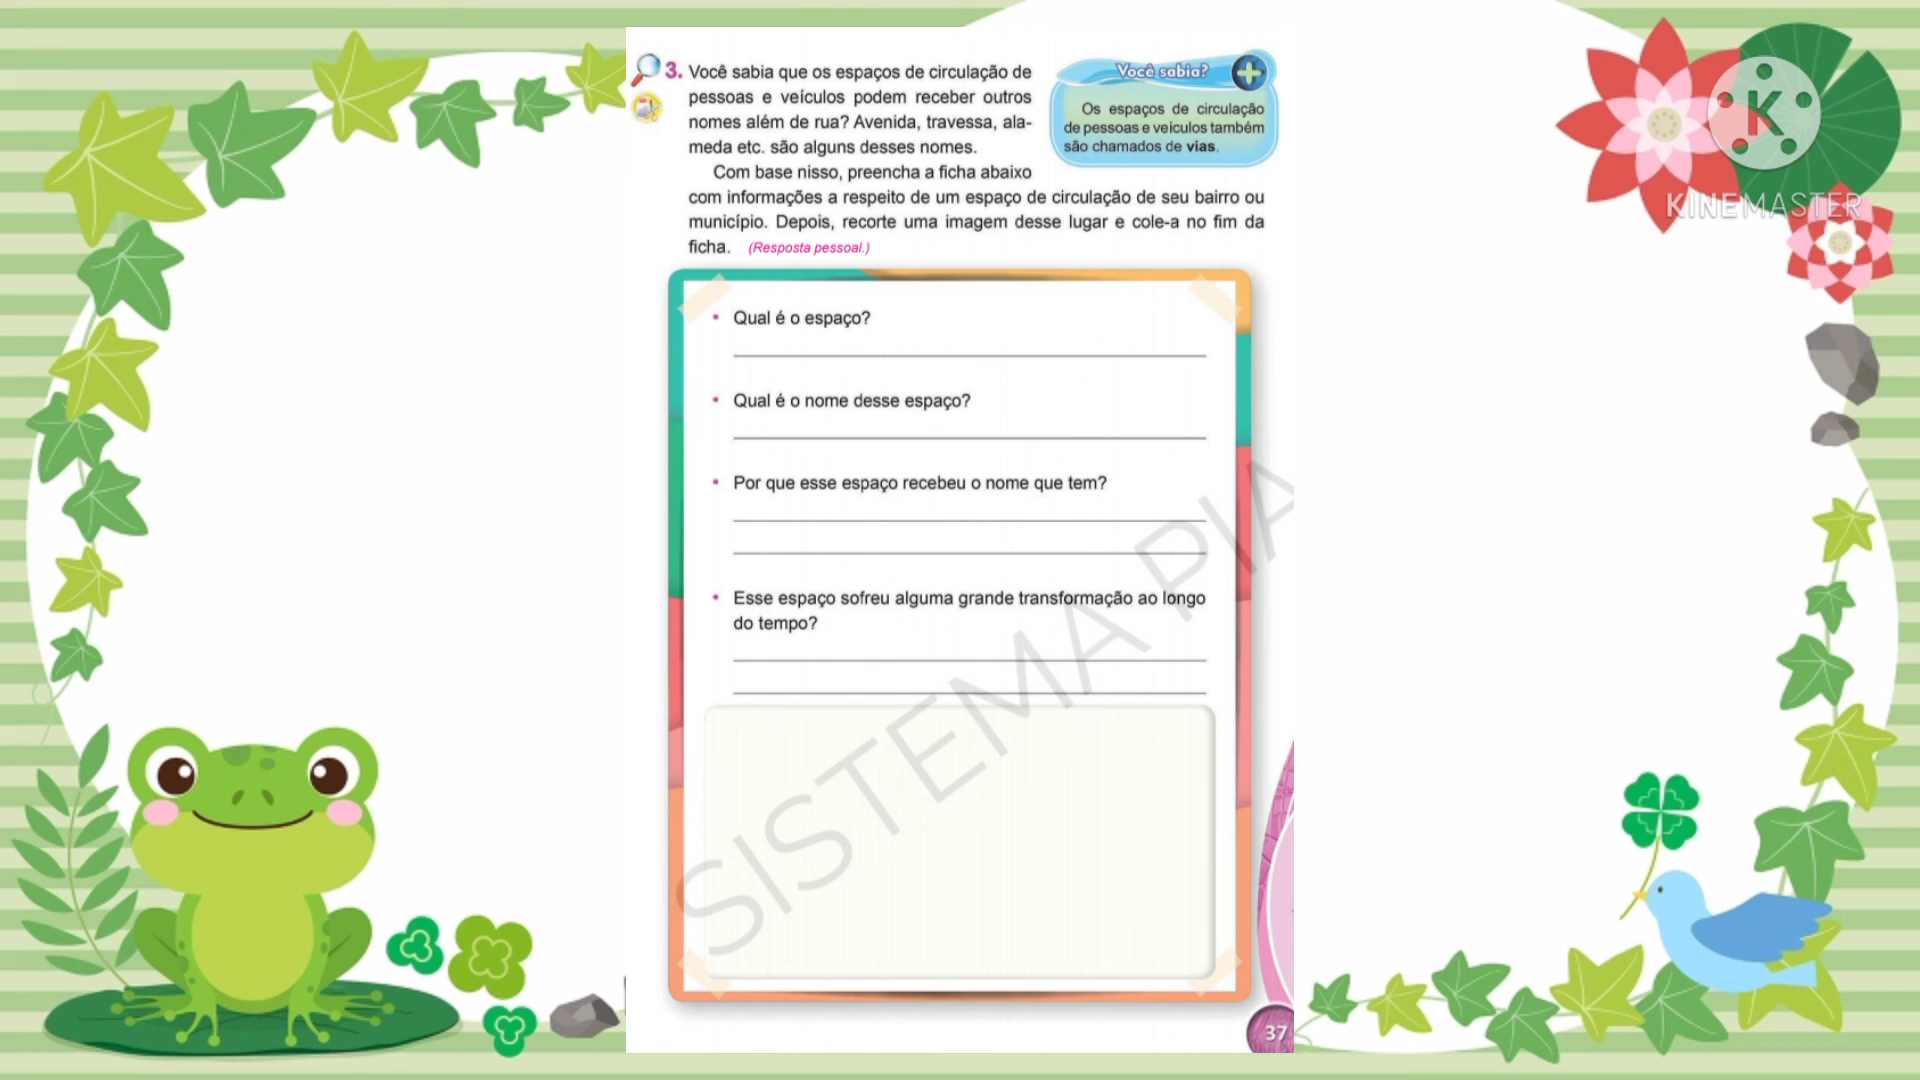 3. Você sabia que os espaços de circulação de
pessoas e veículos podem receber outros
nomes além de rua? Avenida, travessa, ala-
meda etc. são alguns desses nomes.
Com base nisso, preencha a ficha abaixo
com informações a respeito de um espaço de circulação de seu bairro ou
município. Depois, recorte uma imagem desse lugar e cole-a no fim da
ficha. (Resposta pessoal.)
Você sabia?
Os espaços de circulação
de pessoas e veículos também
são chamados de vias.
• Qual é o espaço?
• Qual é o nome desse espaço?
• Por que esse espaço recebeu o nome que tem?
• Esse espaço sofreu alguma grande transformação ao longo
do tempo?
SISTEMA PIA
37
K
KINEMASTER